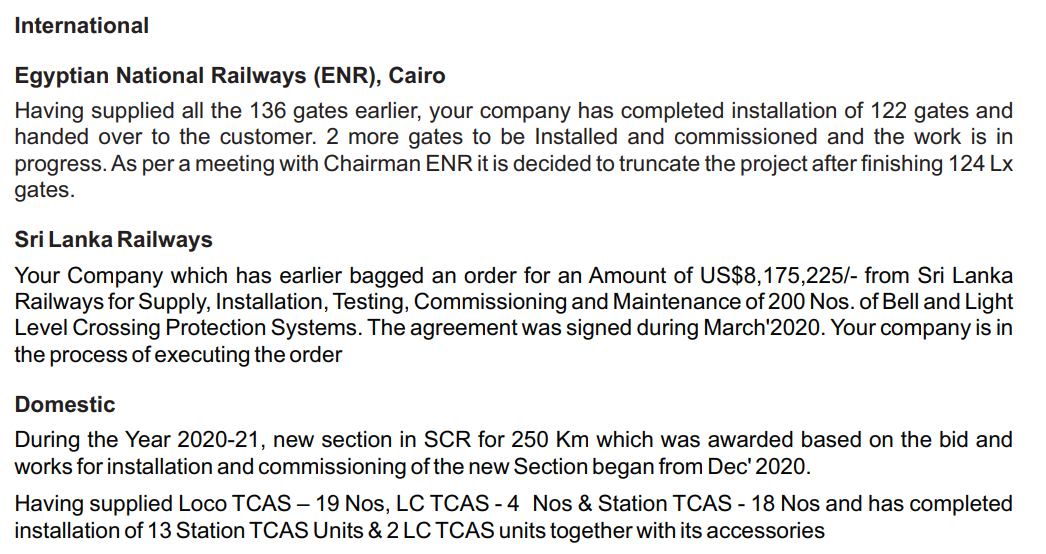 International
Egyptian National Railways (ENR), Cairo
Having supplied all the 136 gates earlier, your company has completed installation of 122 gates and
handed over to the customer. 2 more gates to be Installed and commissioned and the work is in
progress. As per a meeting with Chairman ENR it is decided to truncate the project after finishing 124 Lx
gates.
Sri Lanka Railways
Your Company which has earlier bagged an order for an Amount of US$8,175,225/- from Sri Lanka
Railways for Supply, Installation, Testing, Commissioning and Maintenance of 200 Nos. of Bell and Light
Level Crossing Protection Systems. The agreement was signed during March'2020. Your company is in
the process of executing the order
Domestic
During the Year 2020-21, new section in SCR for 250 Km which was awarded based on the bid and
works for installation and commissioning of the new Section began from Dec' 2020.
Having supplied Loco TCAS – 19 Nos, LC TCAS - 4 Nos & Station TCAS - 18 Nos and has completed
installation of 13 Station TCAS Units & 2 LC TCAS units together with its accessories